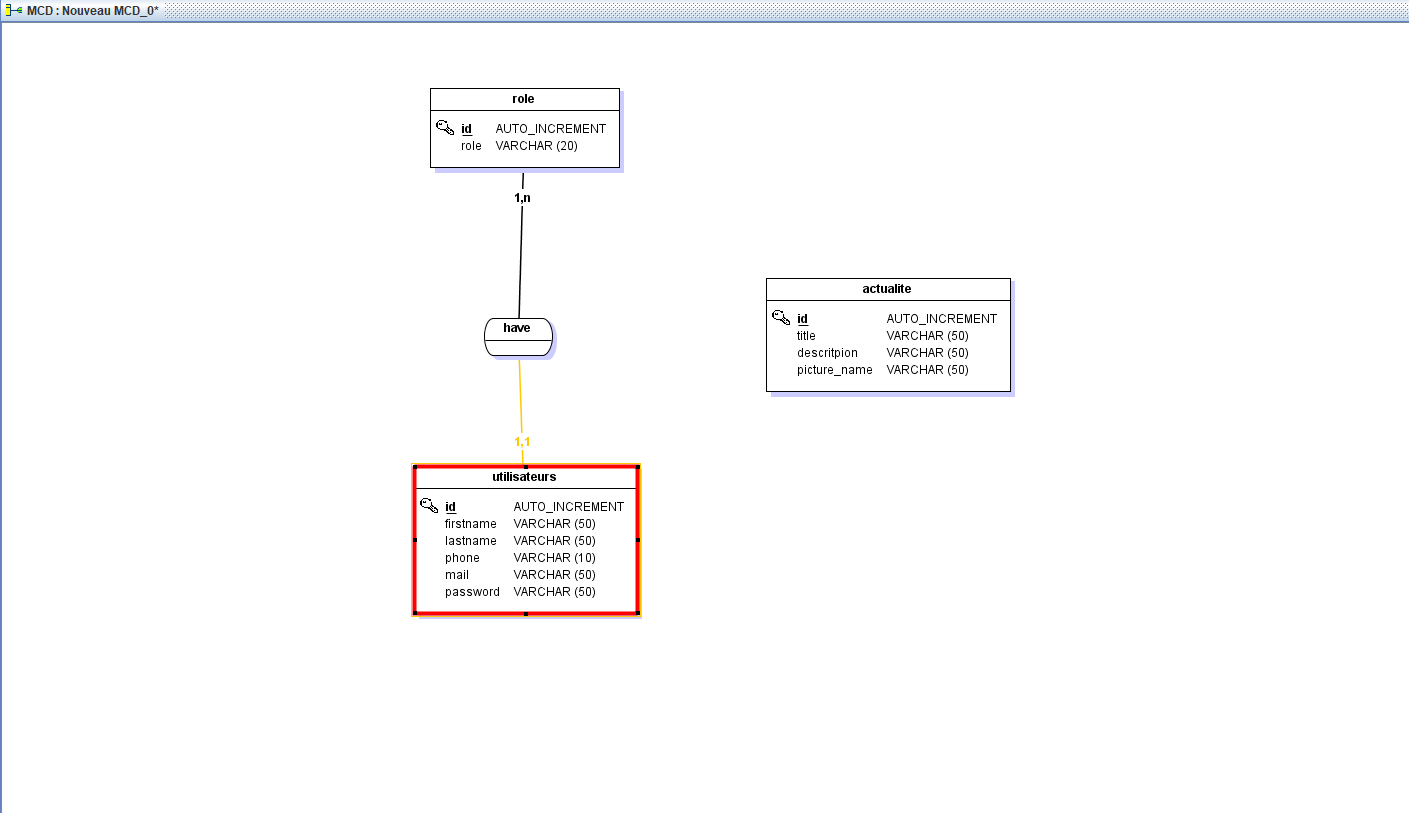 MCD : Nouveau MCD_0*
role
id AUTO_INCREMENT
role VARCHAR (20)
1,n
have
1,1
utilisateurs
id AUTO_INCREMENT
firstname VARCHAR (50)
lastname VARCHAR (50)
phone VARCHAR (10)
mail VARCHAR (50)
password VARCHAR (50)
actualite
id AUTO_INCREMENT
title VARCHAR (50)
descritpion VARCHAR (50)
picture_name VARCHAR (50)